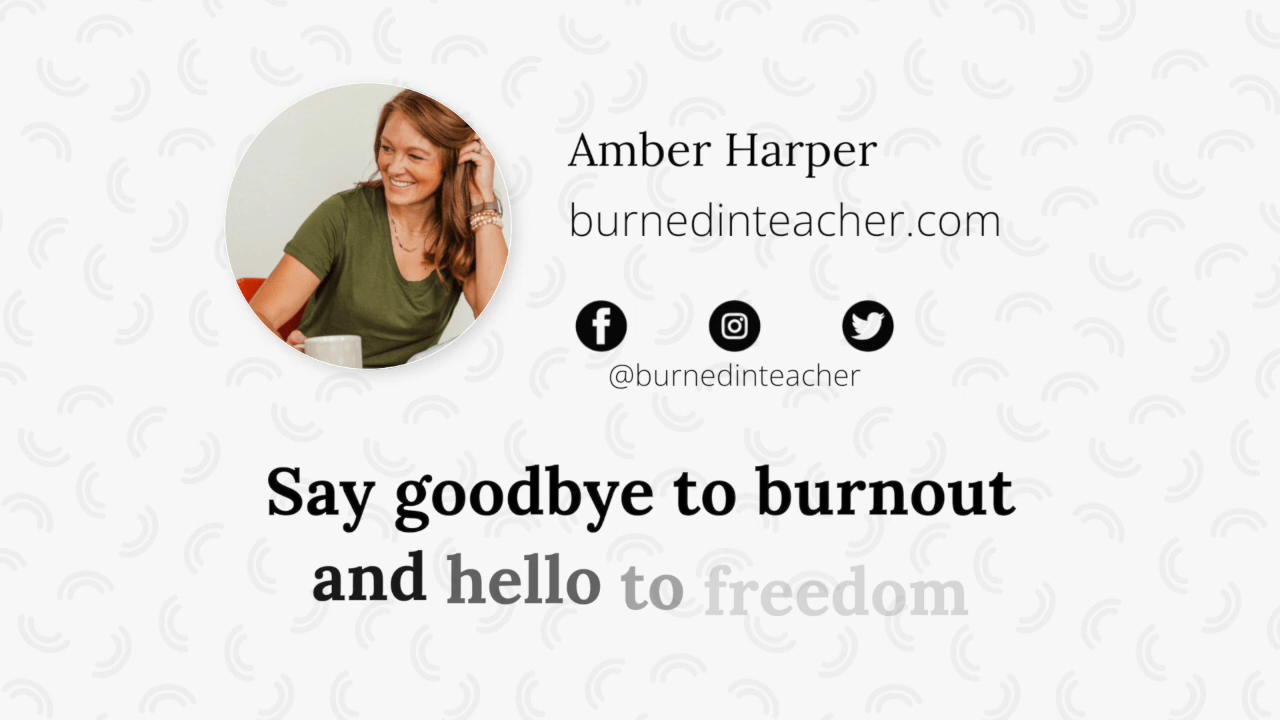 Amber Harper
burnedinteacher.com
@burnedinteacher
Say goodbye to burnout
and hello to freedom